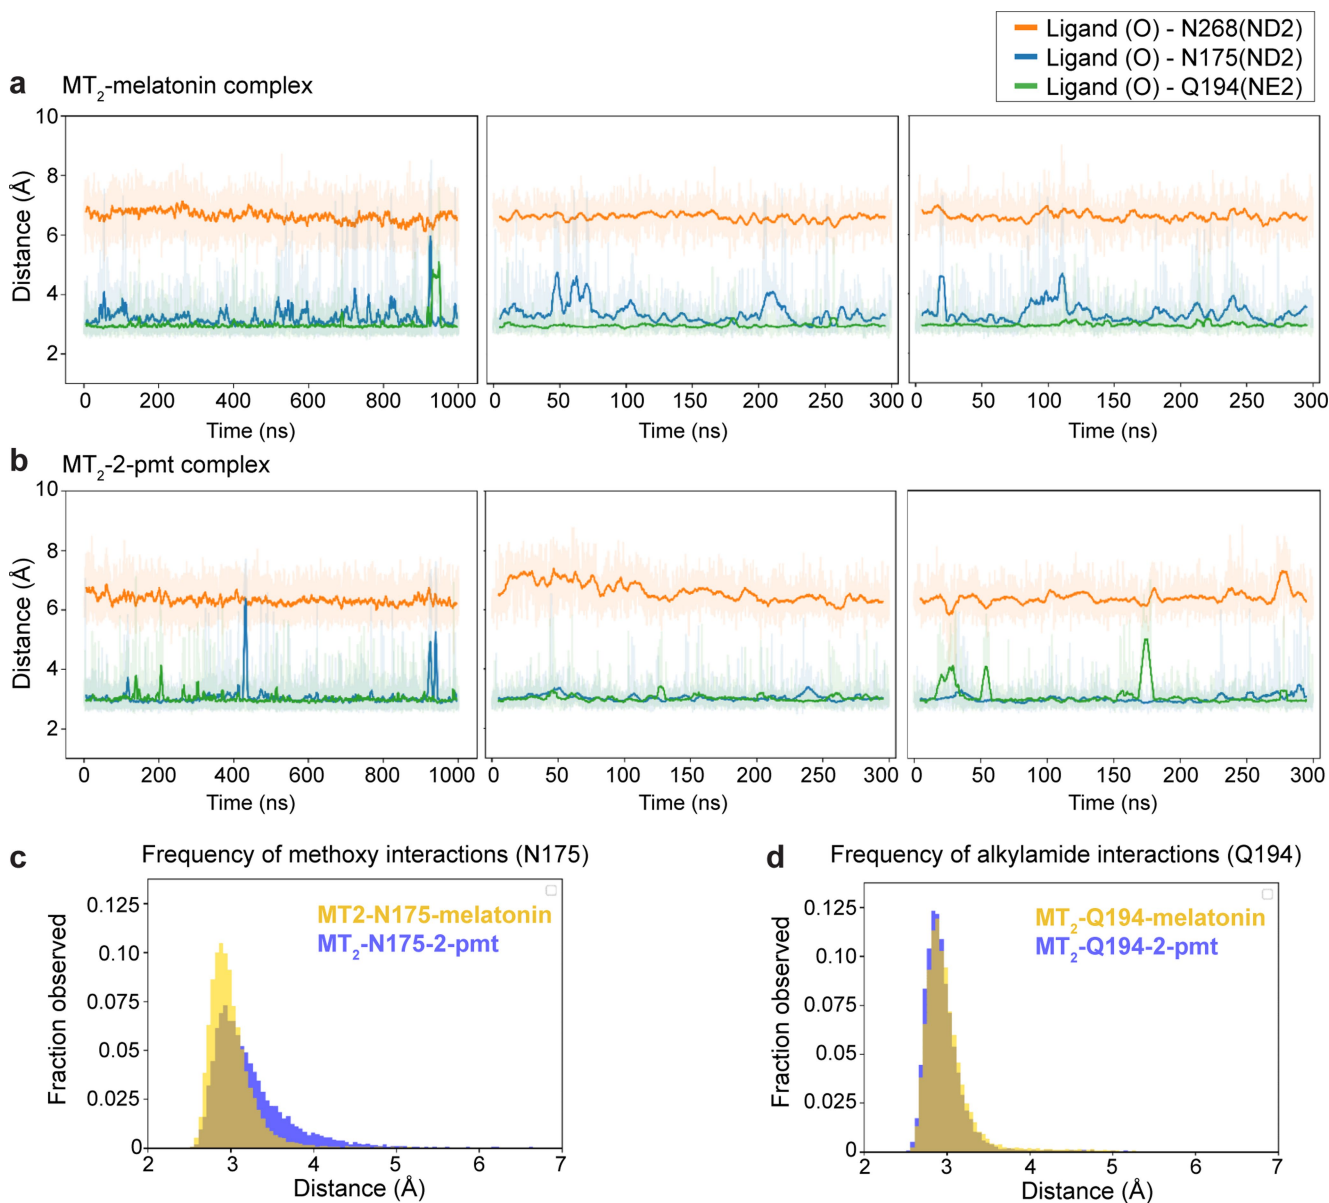 Ligand (O) - N268(ND2)
Ligand (O) - N175(ND2)
Ligand (O) - Q194(NE2)
a MT₂-melatonin complex
Distance (Å)
10
8
6
4
2
0 200 400 600 800 1000
0 50 100 150 200 250 300
0 50 100 150 200 250 300
Time (ns) Time (ns) Time (ns)
b MT₂-2-pmt complex
Distance (Å)
10
8
6
4
2
0 200 400 600 800 1000
0 50 100 150 200 250 300
0 50 100 150 200 250 300
Time (ns) Time (ns) Time (ns)
c Frequency of methoxy interactions (N175)
MT2-N175-melatonin
MT₂-N175-2-pmt
Fraction observed
0.125
0.10
0.075
0.05
0.025
0
2 3 4 5 6 7
Distance (Å)
d Frequency of alkylamide interactions (Q194)
MT₂-Q194-melatonin
MT₂-Q194-2-pmt
Fraction observed
0.125
0.10
0.075
0.05
0.025
0
2 3 4 5 6 7
Distance (Å)